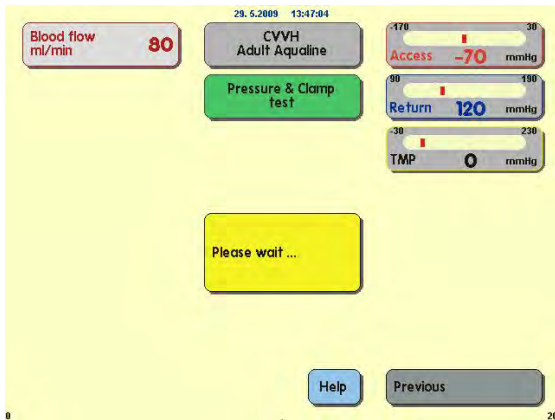 29. 5.2009 13:47:04
Blood flow
ml/min 80
CVVH
Adult Aqualine
-170 30
Access -70 mmHg
Pressure & Clamp
test
90 190
Return 120 mmHg
-30 230
TMP 0 mmHg
Please wait ...
Help
Previous
0 20